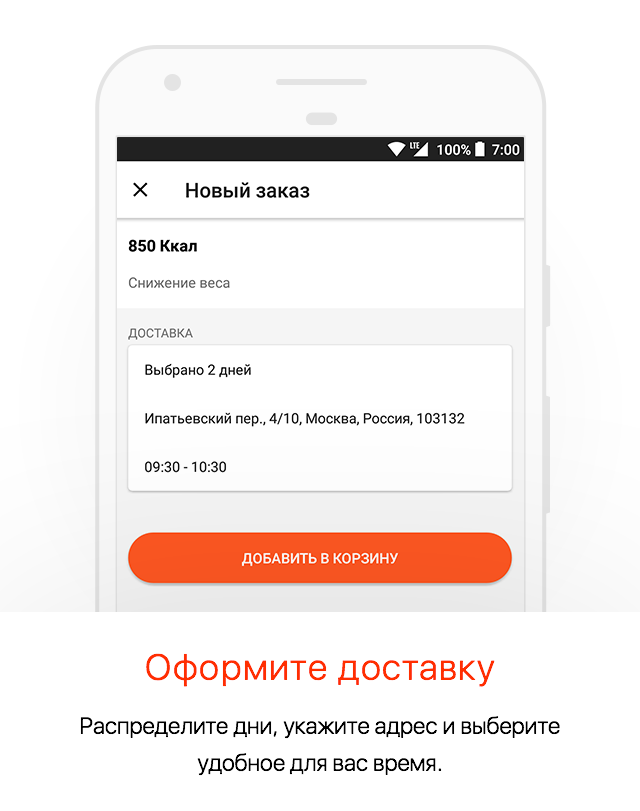 LTE 100% 7:00
Новый заказ
850 Ккал
Снижение веса
ДОСТАВКА
Выбрано 2 дней
Ипатьевский пер., 4/10, Москва, Россия, 103132
09:30 - 10:30
ДОБАВИТЬ В КОРЗИНУ
Оформите доставку
Распределите дни, укажите адрес и выберите
удобное для вас время.